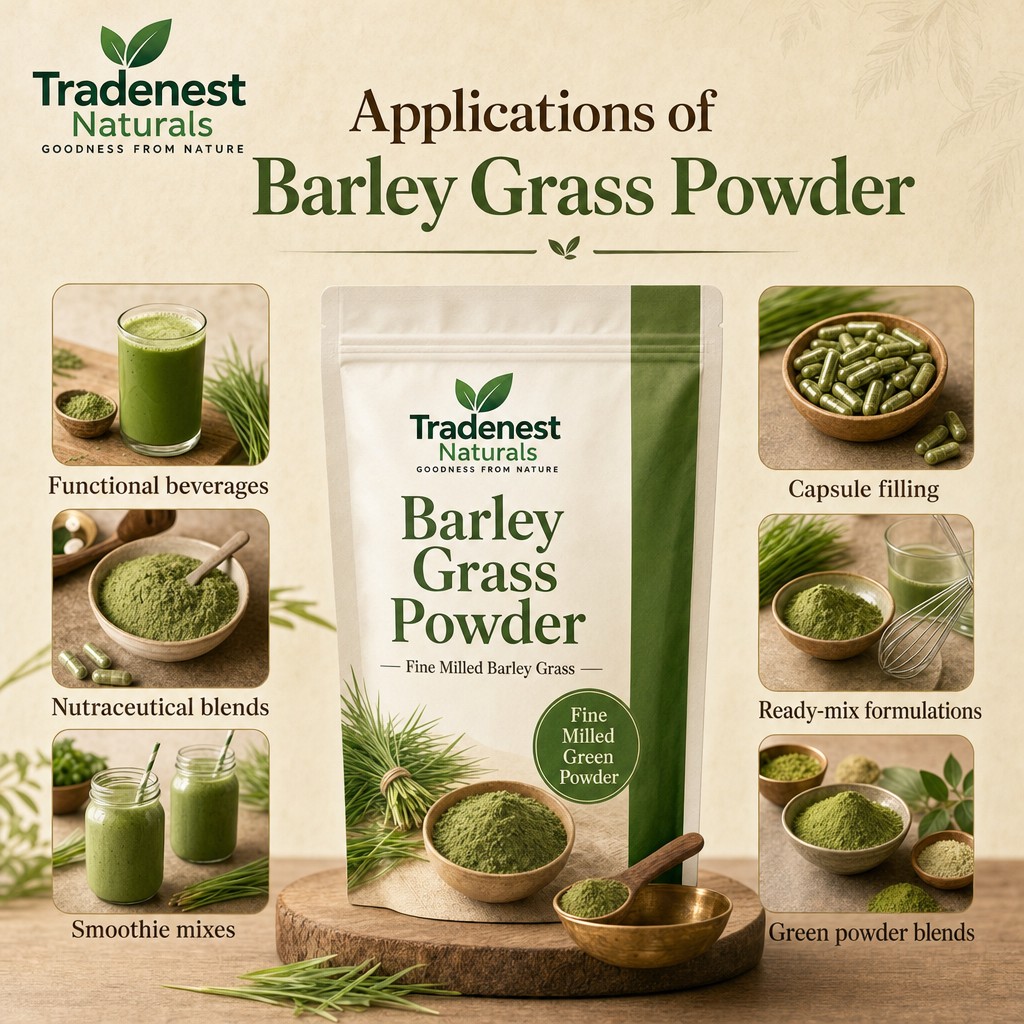 Tradenest
Naturals
GOODNESS FROM NATURE
Applications of
Barley Grass Powder
Functional beverages
Nutraceutical blends
Smoothie mixes
Tradenest
Naturals
GOODNESS FROM NATURE
Barley
Grass
Powder
Fine Milled Barley Grass
Fine
Milled
Green
Powder
Capsule filling
Ready-mix formulations
Green powder blends